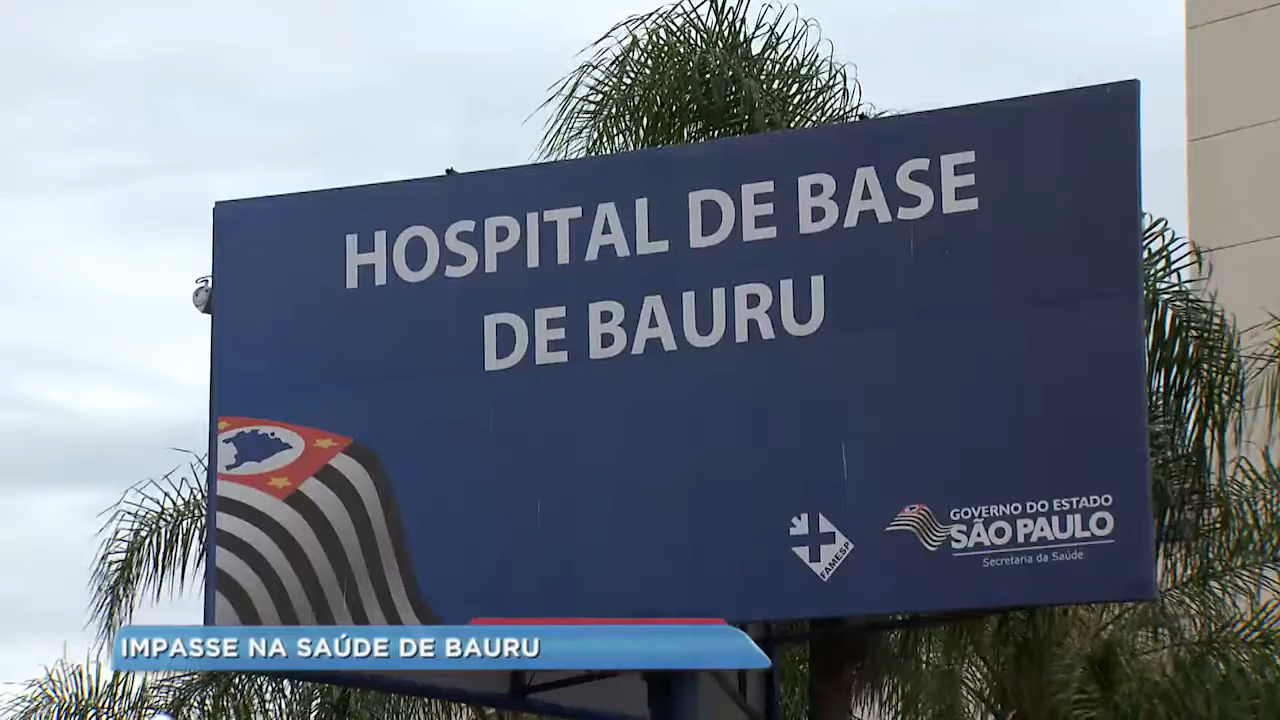 HOSPITAL DE BASE
DE BAURU
FAMESP
GOVERNO DO ESTADO
SÃO PAULO
Secretaria da Saúde
IMPASSE NA SAÚDE DE BAURU